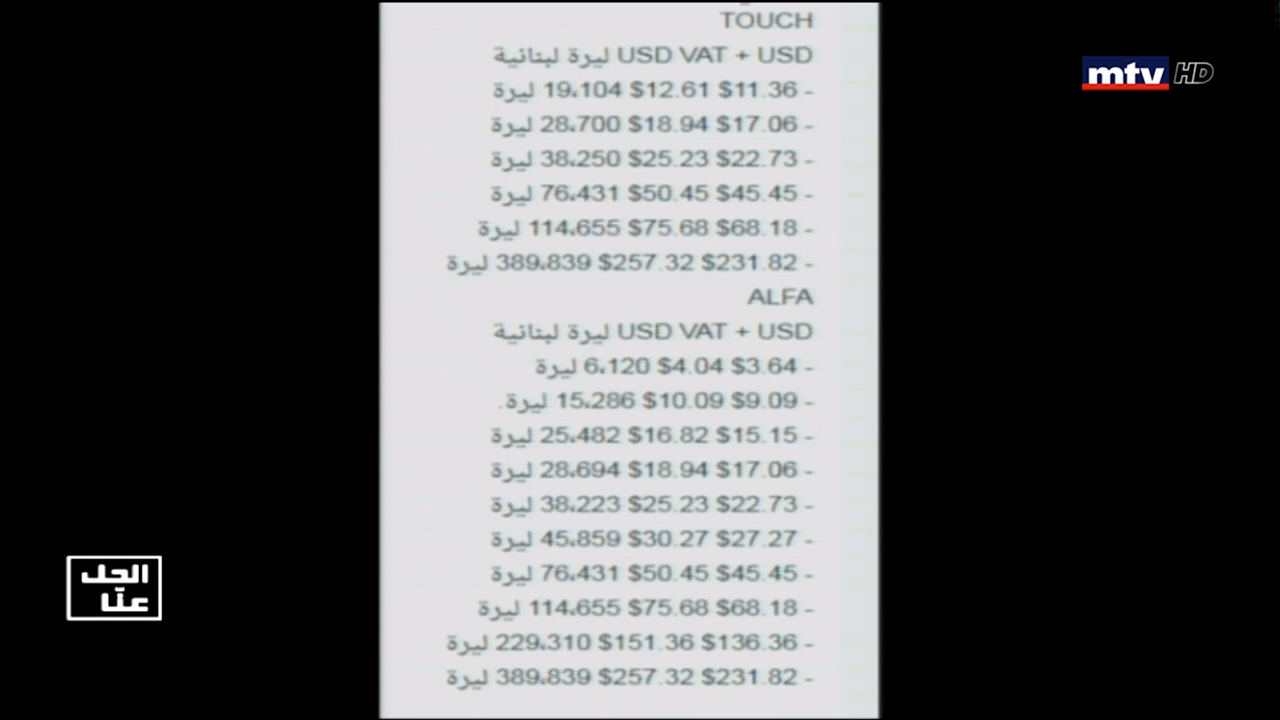 TOUCH
USD VAT + USD ليرة لبنانية
- $11.36 $12.61 19،104 ليرة
- $17.06 $18.94 28،700 ليرة
- $22.73 $25.23 38،250 ليرة
- $45.45 $50.45 76،431 ليرة
- $68.18 $75.68 114،655 ليرة
- $231.82 $257.32 389،839 ليرة
ALFA
USD VAT + USD ليرة لبنانية
- $3.64 $4.04 6،120 ليرة
- $9.09 $10.09 15،286 ليرة.
- $15.15 $16.82 25،482 ليرة
- $17.06 $18.94 28،694 ليرة
- $22.73 $25.23 38،223 ليرة
- $27.27 $30.27 45،859 ليرة
- $45.45 $50.45 76،431 ليرة
- $68.18 $75.68 114،655 ليرة
- $136.36 $151.36 229،310 ليرة
- $231.82 $257.32 389،839 ليرة
mtv HD
الحل
عنّا